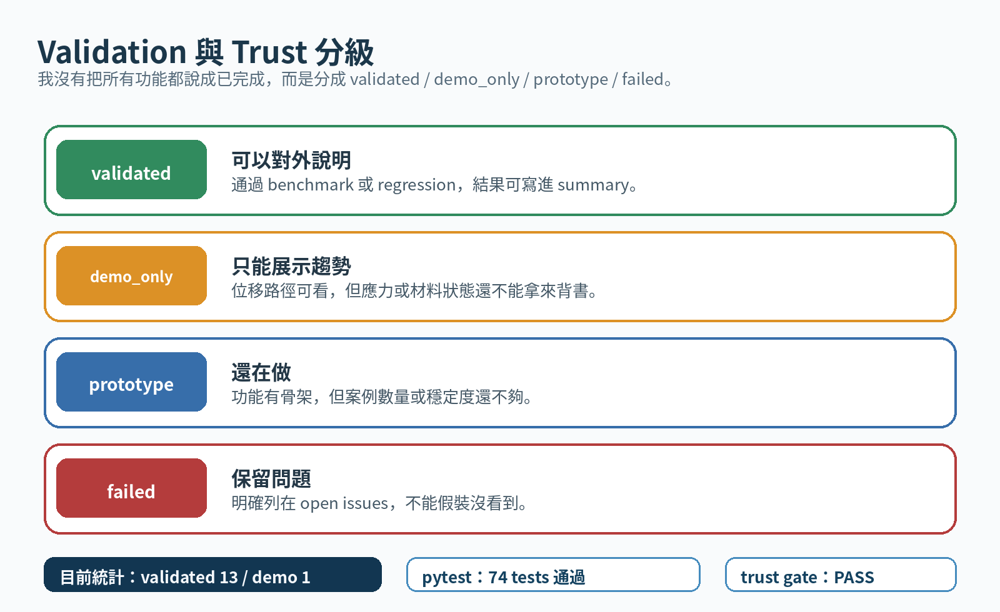 Validation 與 Trust 分級
我沒有把所有功能都說成已完成，而是分成 validated / demo_only / prototype / failed。
validated
可以對外說明
通過 benchmark 或 regression，結果可寫進 summary。
demo_only
只能展示趨勢
位移路徑可看，但應力或材料狀態還不能拿來背書。
prototype
還在做
功能有骨架，但案例數量或穩定度還不夠。
failed
保留問題
明確列在 open issues，不能假裝沒看到。
目前統計：validated 13 / demo 1
pytest：74 tests 通過
trust gate：PASS